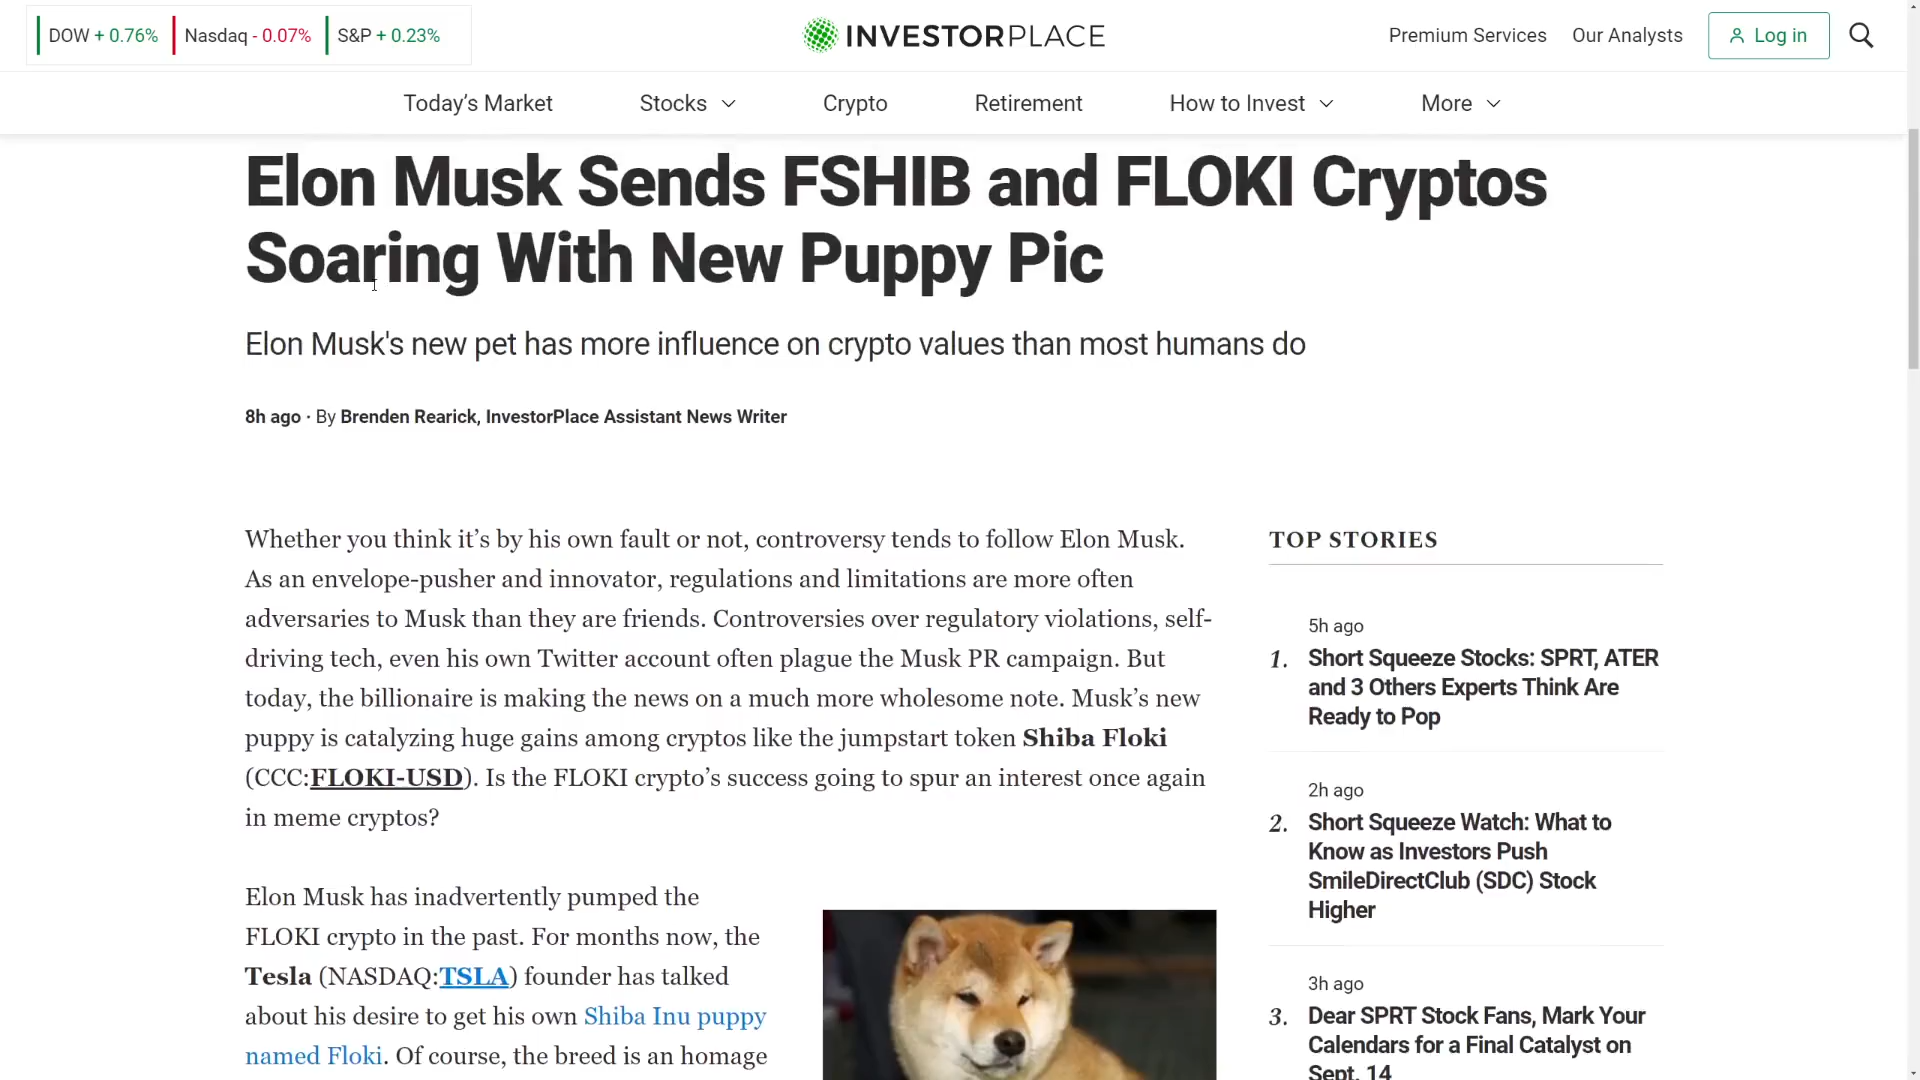 DOW + 0.76% Nasdaq - 0.07% S&P + 0.23%
INVESTORPLACE
Premium Services Our Analysts Log in
Today’s Market Stocks Crypto Retirement How to Invest More
Elon Musk Sends FSHIB and FLOKI Cryptos
Soaring With New Puppy Pic
Elon Musk's new pet has more influence on crypto values than most humans do
8h ago · By Brenden Rearick, InvestorPlace Assistant News Writer
Whether you think it’s by his own fault or not, controversy tends to follow Elon Musk.
As an envelope-pusher and innovator, regulations and limitations are more often
adversaries to Musk than they are friends. Controversies over regulatory violations, self-
driving tech, even his own Twitter account often plague the Musk PR campaign. But
today, the billionaire is making the news on a much more wholesome note. Musk’s new
puppy is catalyzing huge gains among cryptos like the jumpstart token Shiba Floki
(CCC:FLOKI-USD). Is the FLOKI crypto’s success going to spur an interest once again
in meme cryptos?
Elon Musk has inadvertently pumped the
FLOKI crypto in the past. For months now, the
Tesla (NASDAQ:TSLA) founder has talked
about his desire to get his own Shiba Inu puppy
named Floki. Of course, the breed is an homage
TOP STORIES
5h ago
1. Short Squeeze Stocks: SPRT, ATER
and 3 Others Experts Think Are
Ready to Pop
2h ago
2. Short Squeeze Watch: What to
Know as Investors Push
SmileDirectClub (SDC) Stock
Higher
3h ago
3. Dear SPRT Stock Fans, Mark Your
Calendars for a Final Catalyst on
Sept. 14